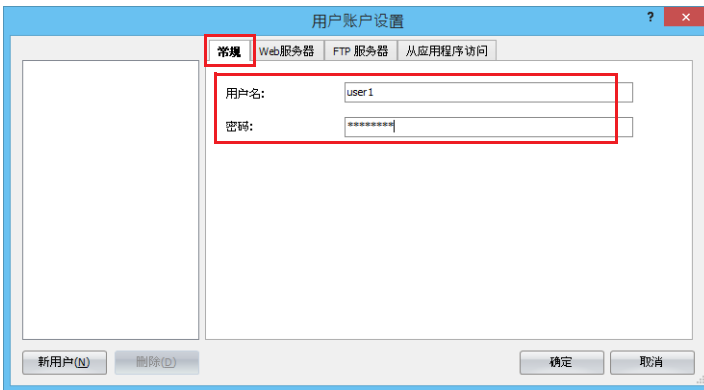 用户账户设置
? ×
常规 Web服务器 FTP 服务器 从应用程序访问
用户名: user1
密码: ********
新用户(N) 删除(D) 确定 取消